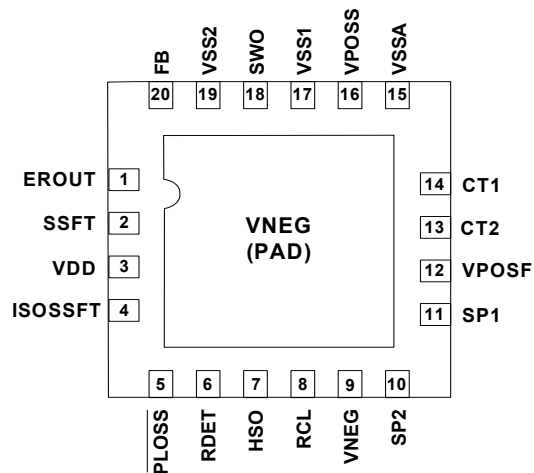 FB
VSS2
SWO
VSS1
VPOSS
VSSA
20
19
18
17
16
15
EROUT 1
SSFT 2
VDD 3
ISOSSFT 4
VNEG
(PAD)
14 CT1
13 CT2
12 VPOSF
11 SP1
5
6
7
8
9
10
PLOSS
RDET
HSO
RCL
VNEG
SP2